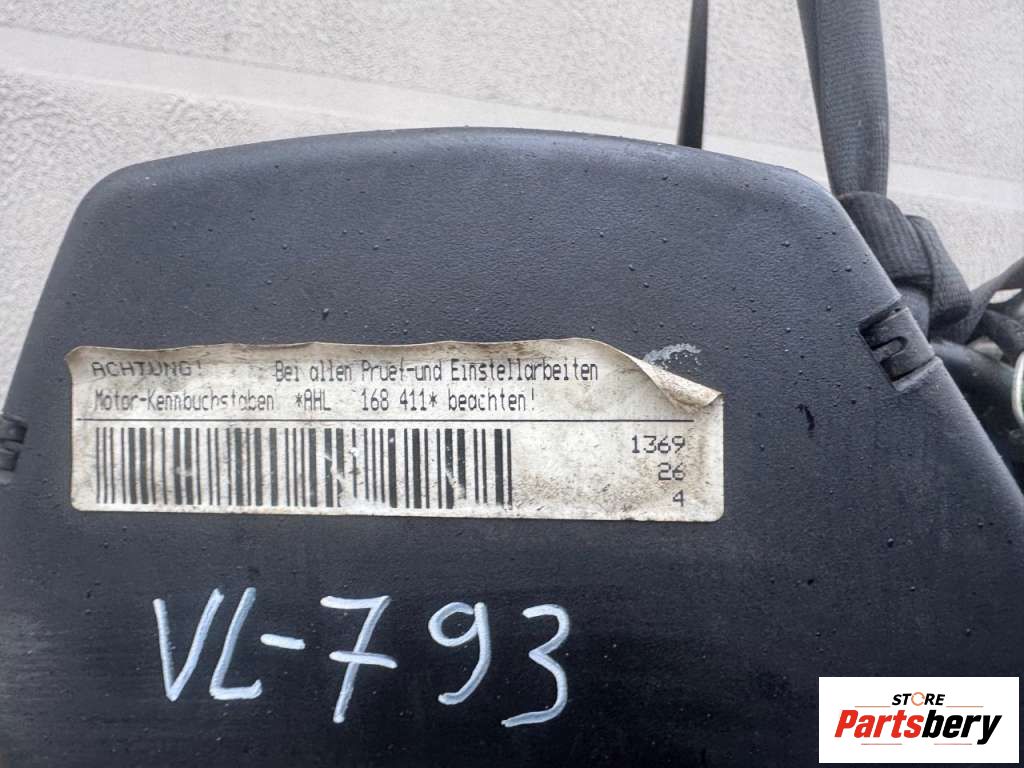 ACHTUNG! Bei allen Pruef-und Einstellarbeiten
Motor-Kennbuchstaben *AHL 168 411* beachten!
1369
26
4
VL-793
STORE
Partsbery